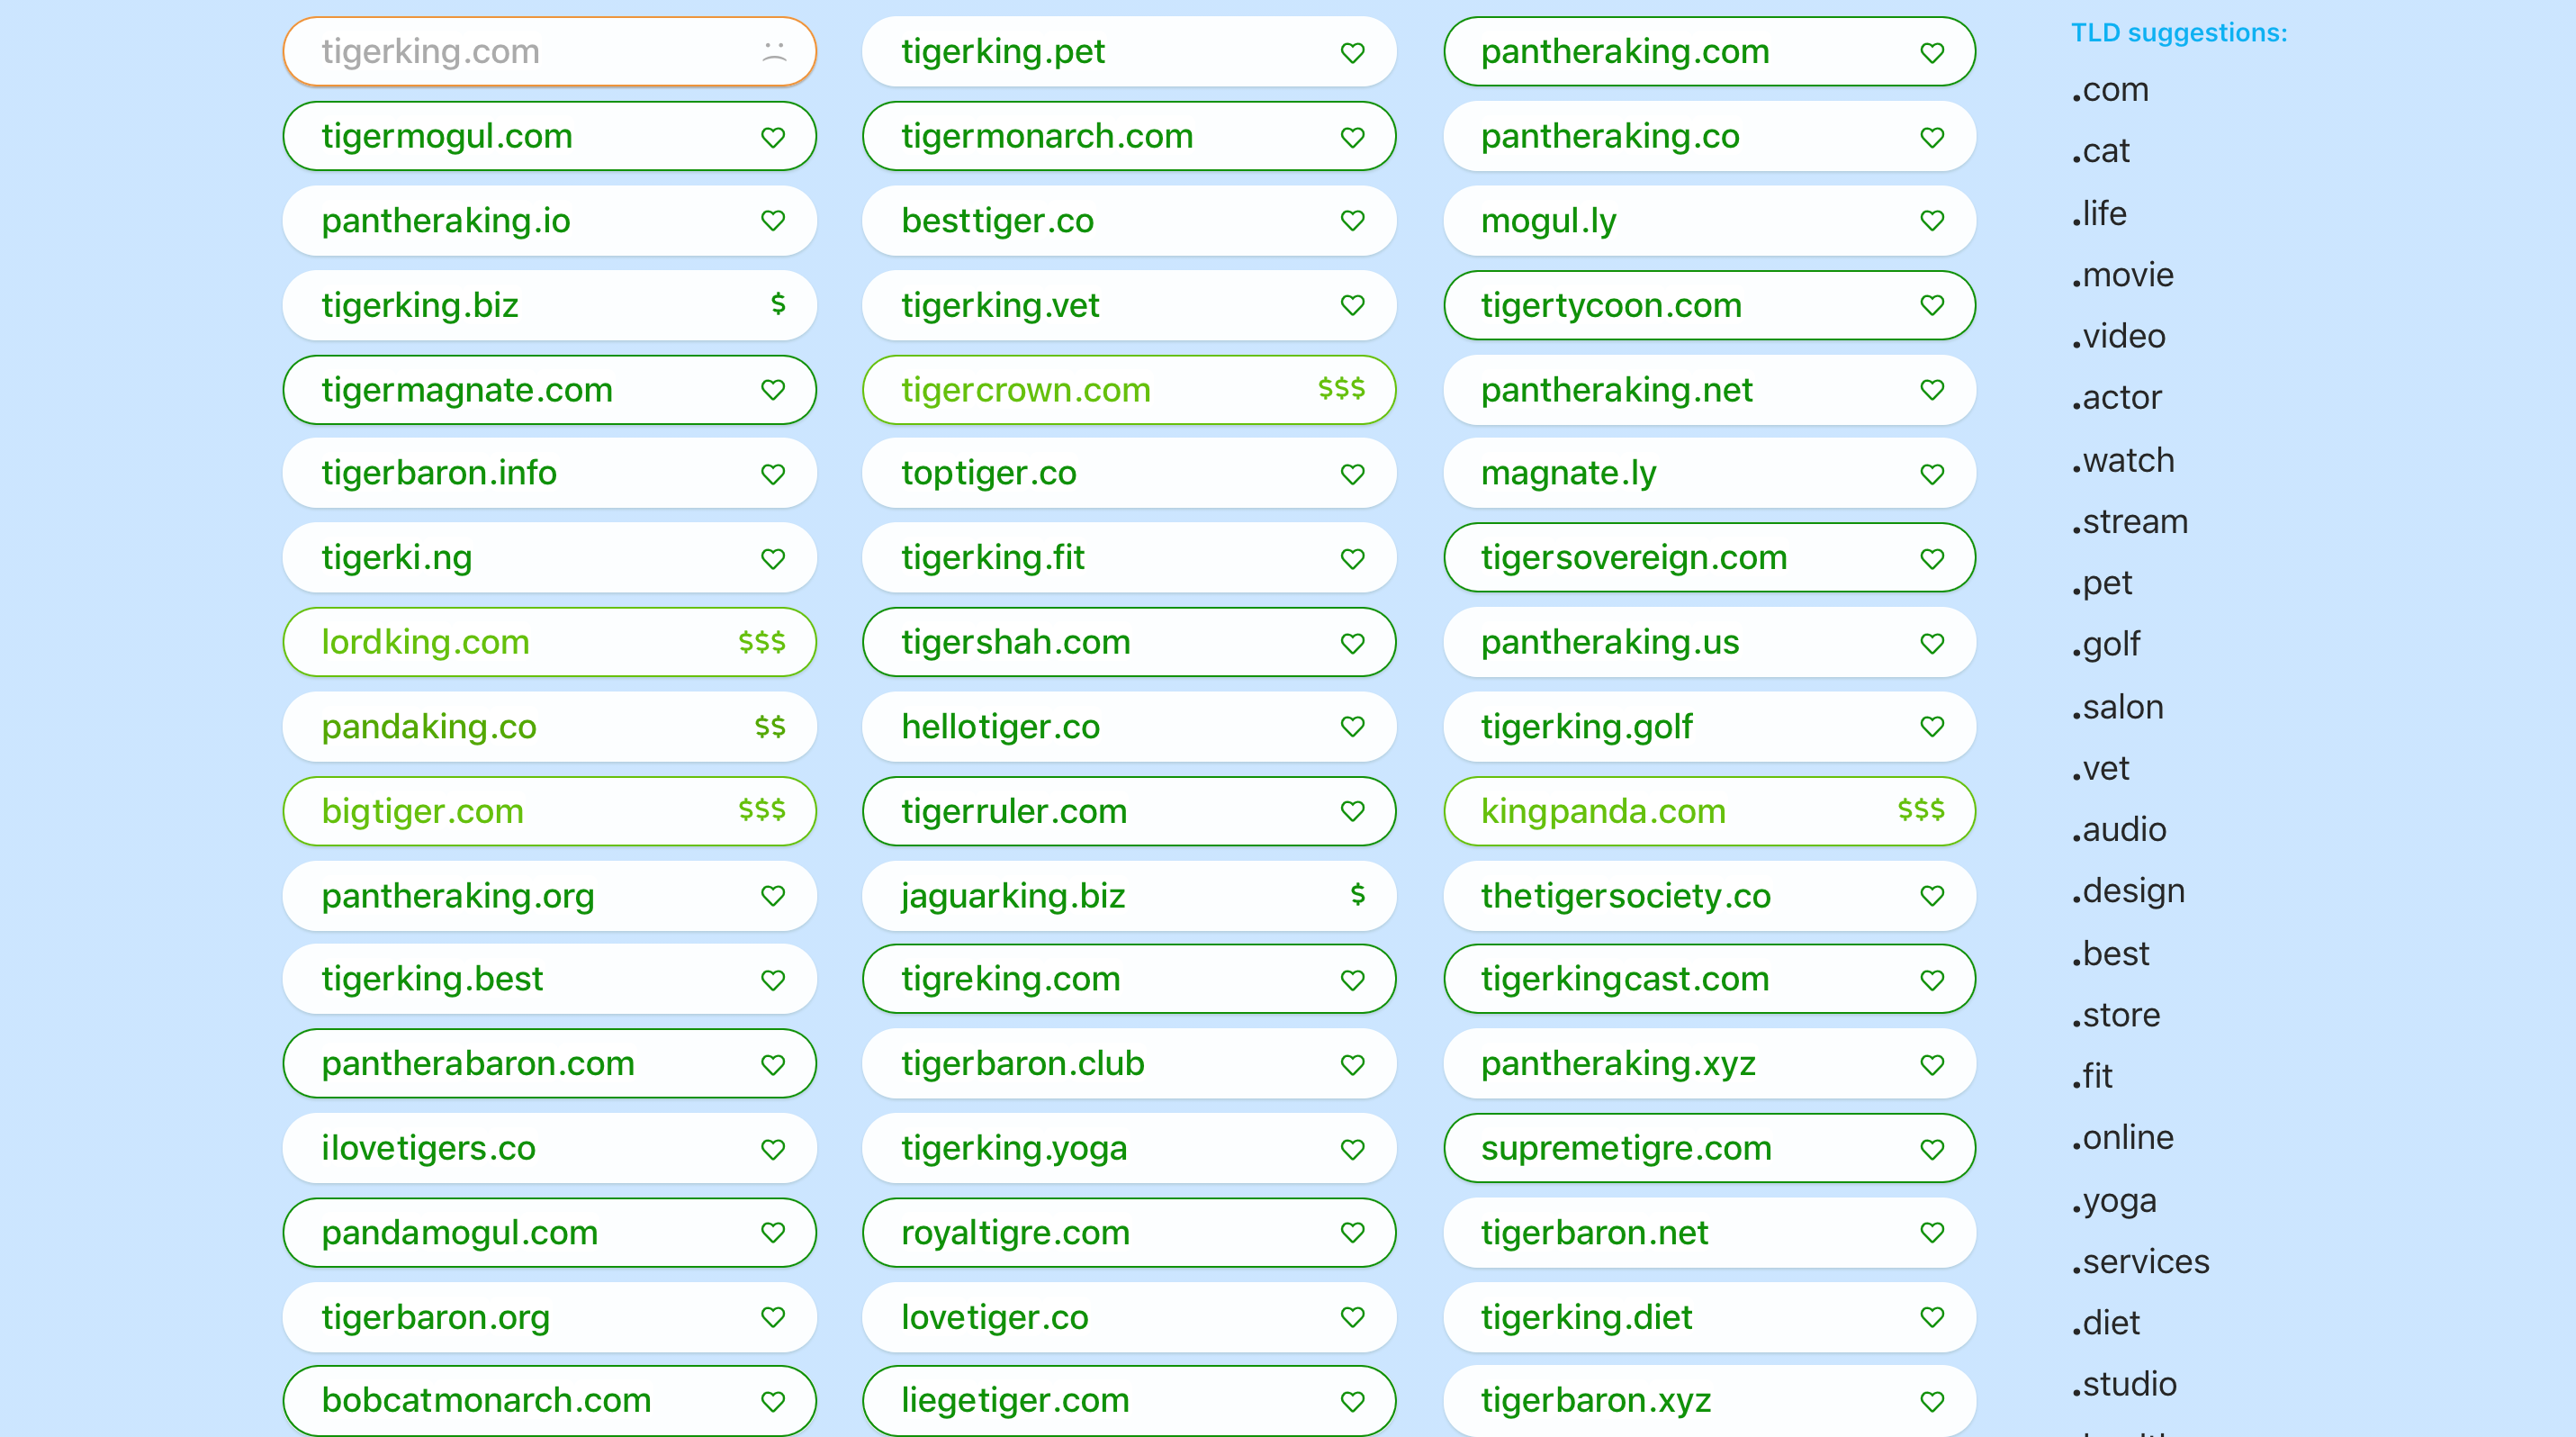 tigerking.com
tigerking.pet
pantheraking.com
tigermogul.com
tigermonarch.com
pantheraking.co
pantheraking.io
besttiger.co
mogul.ly
tigerking.biz $
tigerking.vet
tigertycoon.com
tigermagnate.com
tigercrown.com $$$
pantheraking.net
tigerbaron.info
toptiger.co
magnate.ly
tigerki.ng
tigerking.fit
tigersovereign.com
lordking.com $$$
tigershah.com
pantheraking.us
pandaking.co $$
hellotiger.co
tigerking.golf
bigtiger.com $$$
tigerruler.com
kingpanda.com $$$
pantheraking.org
jaguarking.biz $
thetigersociety.co
tigerking.best
tigreking.com
tigerkingcast.com
pantherabaron.com
tigerbaron.club
pantheraking.xyz
ilovetigers.co
tigerking.yoga
supremetigre.com
pandamogul.com
royaltigre.com
tigerbaron.net
tigerbaron.org
lovetiger.co
tigerking.diet
bobcatmonarch.com
liegetiger.com
tigerbaron.xyz
TLD suggestions:
.com
.cat
.life
.movie
.video
.actor
.watch
.stream
.pet
.golf
.salon
.vet
.audio
.design
.best
.store
.fit
.online
.yoga
.services
.diet
.studio